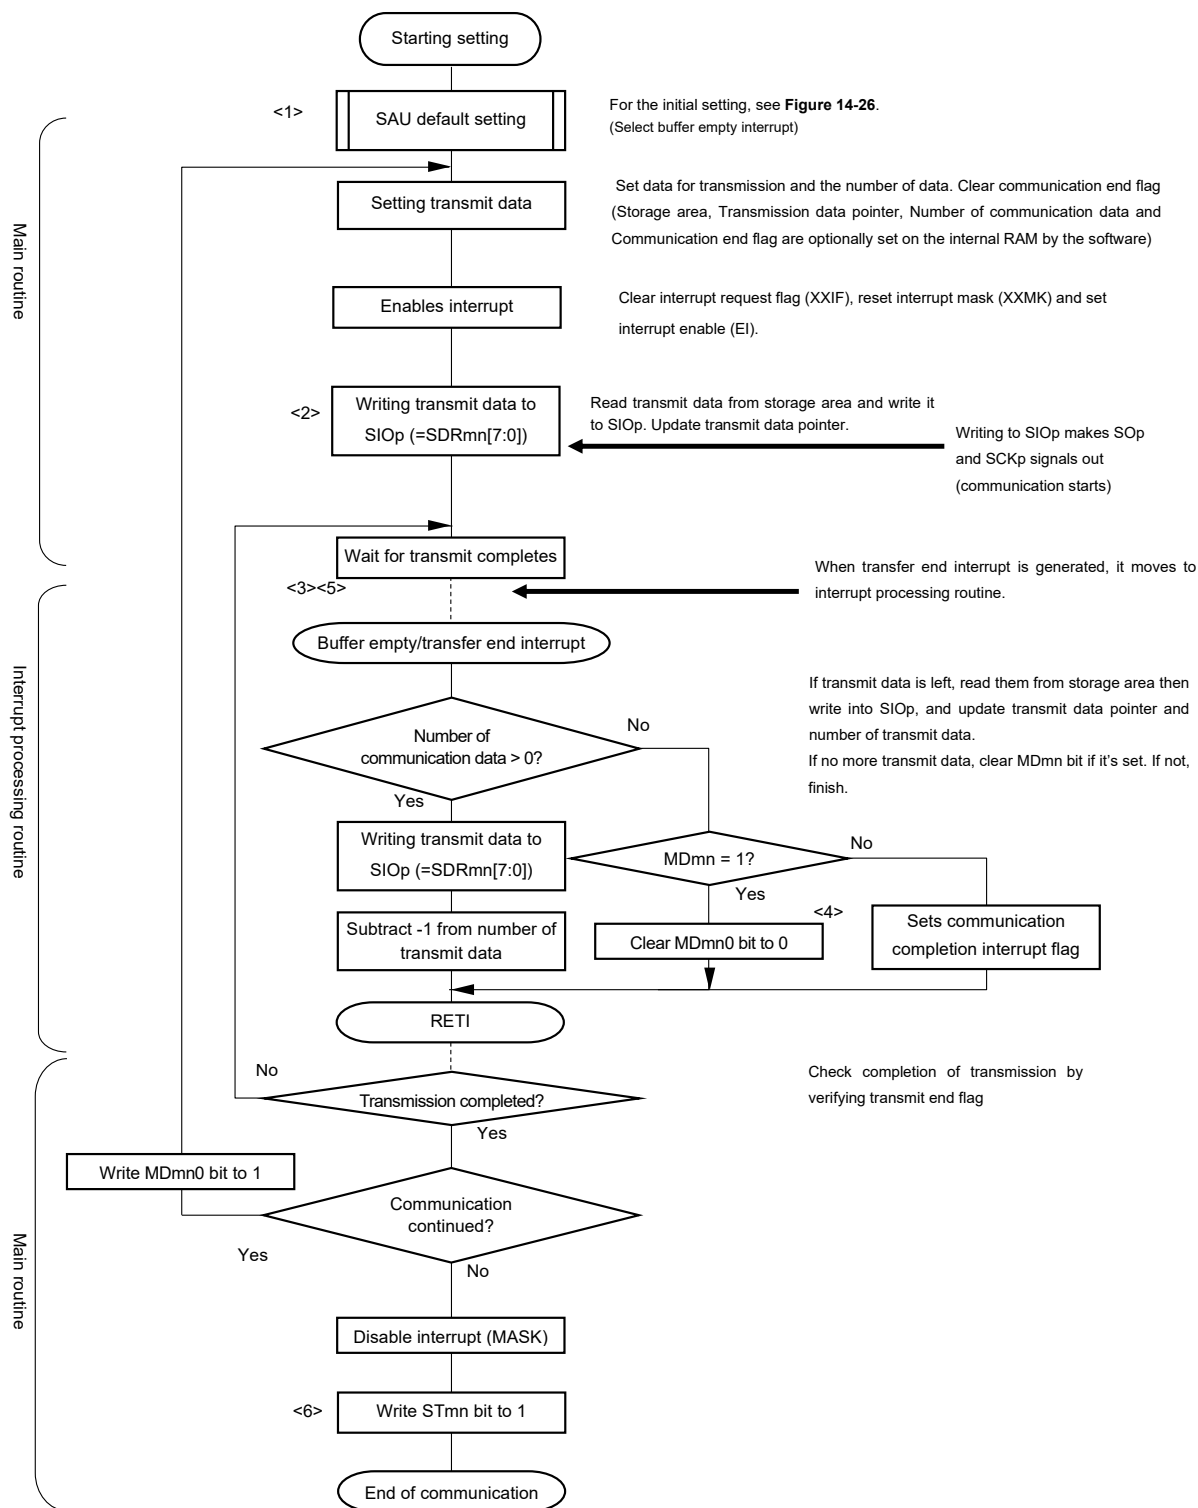 Starting setting
<1>
SAU default setting
For the initial setting, see Figure 14-26.
(Select buffer empty interrupt)
Setting transmit data
Set data for transmission and the number of data. Clear communication end flag
(Storage area, Transmission data pointer, Number of communication data and
Communication end flag are optionally set on the internal RAM by the software)
Main routine
Enables interrupt
Clear interrupt request flag (XXIF), reset interrupt mask (XXMK) and set
interrupt enable (EI).
<2>
Writing transmit data to
SIOp (=SDRmn[7:0])
Read transmit data from storage area and write it
to SIOp. Update transmit data pointer.
Writing to SIOp makes SOp
and SCKp signals out
(communication starts)
Wait for transmit completes
<3><5>
When transfer end interrupt is generated, it moves to
interrupt processing routine.
Buffer empty/transfer end interrupt
Interrupt processing routine
Number of
communication data > 0?
No
Yes
If transmit data is left, read them from storage area then
write into SIOp, and update transmit data pointer and
number of transmit data.
If no more transmit data, clear MDmn bit if it's set. If not,
finish.
Writing transmit data to
SIOp (=SDRmn[7:0])
MDmn = 1?
No
Yes
<4>
Subtract -1 from number of
transmit data
Clear MDmn0 bit to 0
Sets communication
completion interrupt flag
RETI
No
Transmission completed?
Yes
Check completion of transmission by
verifying transmit end flag
Write MDmn0 bit to 1
Communication
continued?
Yes
No
Main routine
Disable interrupt (MASK)
<6>
Write STmn bit to 1
End of communication